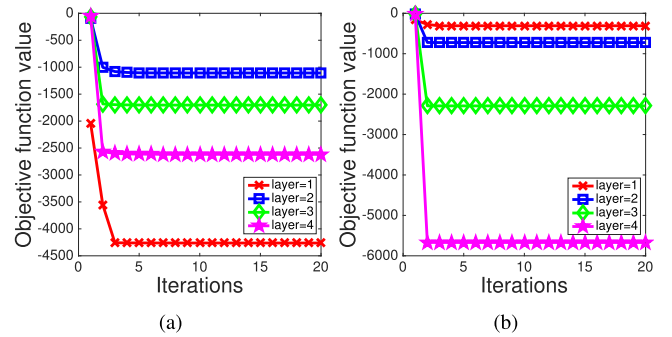 0
-500
-1000
-1500
-2000
-2500
-3000
-3500
-4000
-4500
0 5 10 15 20
Objective function value
Iterations
layer=1
layer=2
layer=3
layer=4
(a)
0
-1000
-2000
-3000
-4000
-5000
-6000
0 5 10 15 20
Objective function value
Iterations
layer=1
layer=2
layer=3
layer=4
(b)